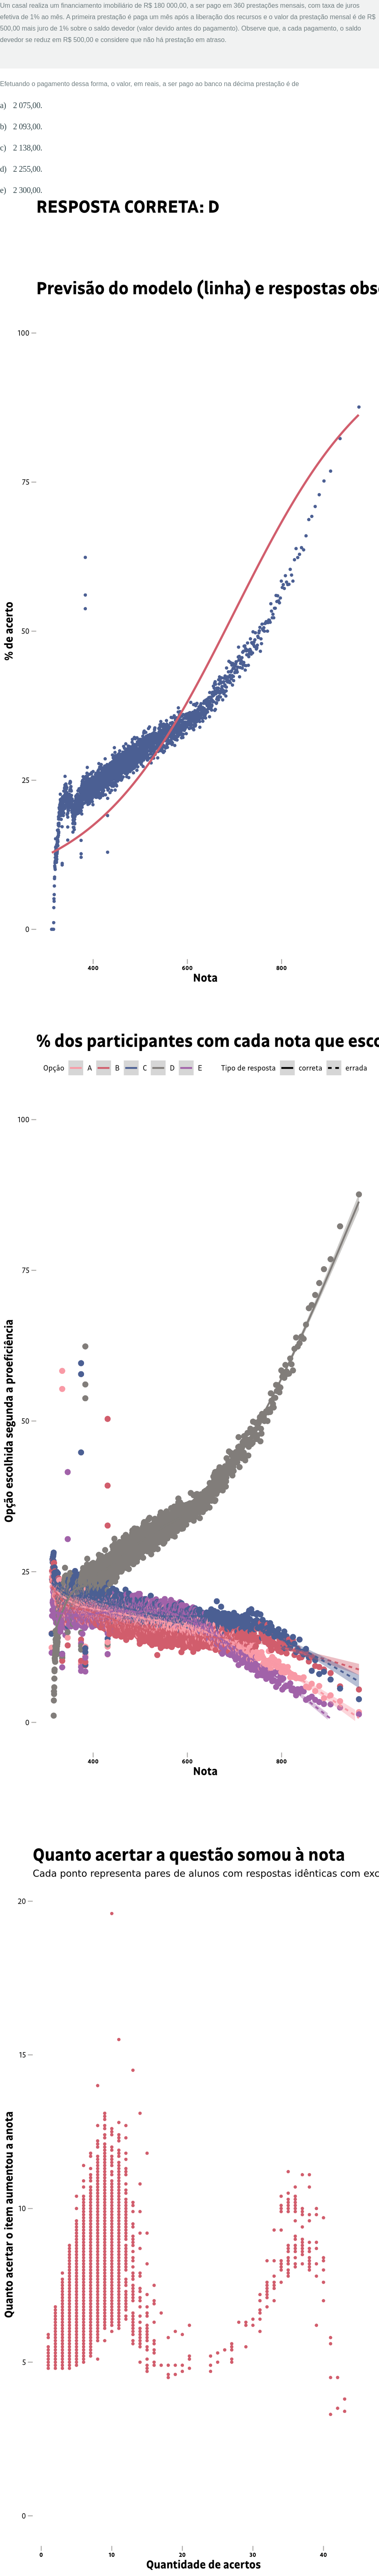 Um casal realiza um financiamento imobiliário de R$ 180 000,00, a ser pago em 360 prestações mensais, com taxa de juros
efetiva de 1% ao mês. A primeira prestação é paga um mês após a liberação dos recursos e o valor da prestação mensal é de R$
500,00 mais juro de 1% sobre o saldo devedor (valor devido antes do pagamento). Observe que, a cada pagamento, o saldo
devedor se reduz em R$ 500,00 e considere que não há prestação em atraso.
Efetuando o pagamento dessa forma, o valor, em reais, a ser pago ao banco na décima prestação é de
a) 2 075,00.
b) 2 093,00.
c) 2 138,00.
d) 2 255,00.
e) 2 300,00.
RESPOSTA CORRETA: D
Previsão do modelo (linha) e respostas obs
100
75
50
25
0
% de acerto
400 600 800
Nota
% dos participantes com cada nota que esco
Opção A B C D E Tipo de resposta correta errada
100
75
50
25
0
Opção escolhida segundo a proeficiência
400 600 800
Nota
Quanto acertar a questão somou à nota
Cada ponto representa pares de alunos com respostas idênticas com exc
20
15
10
5
0
Quanto acertar o item aumentou a anota
0 10 20 30 40
Quantidade de acertos